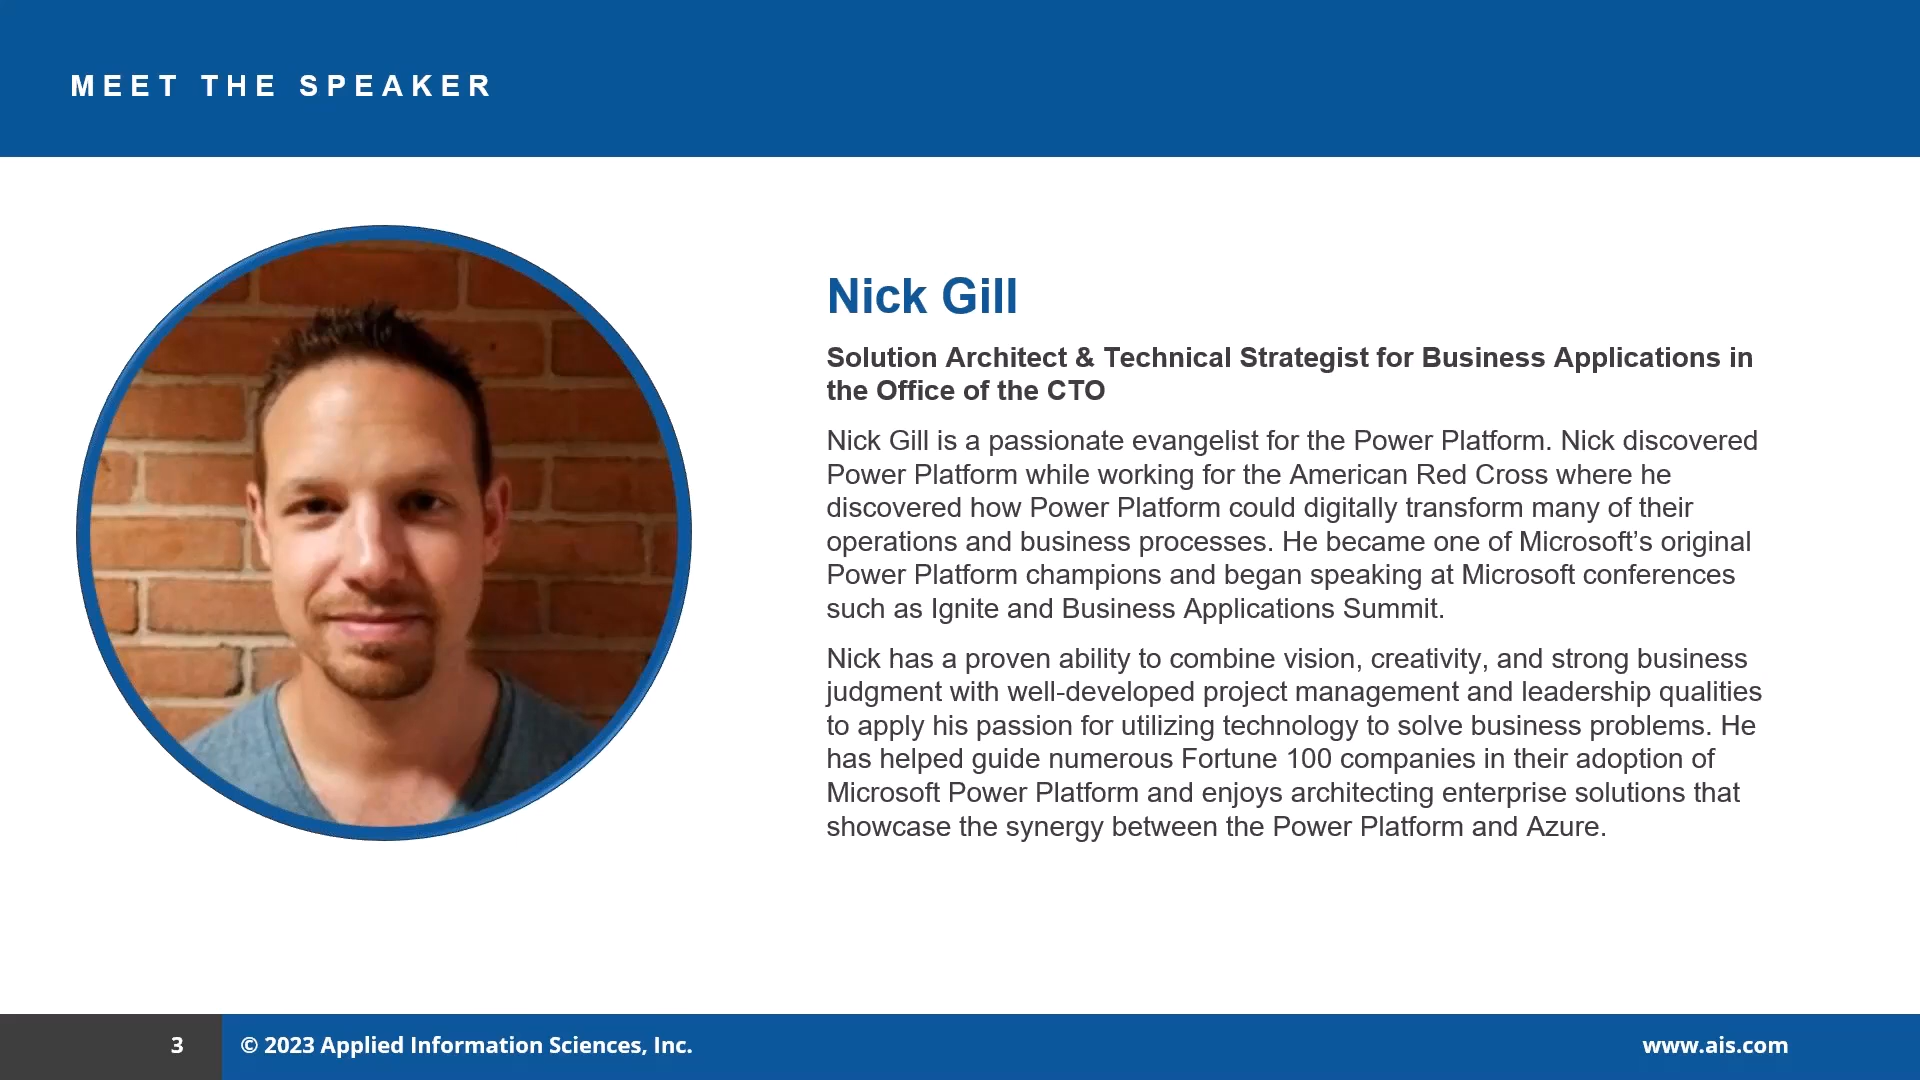 MEET THE SPEAKER
Nick Gill
Solution Architect & Technical Strategist for Business Applications in
the Office of the CTO
Nick Gill is a passionate evangelist for the Power Platform. Nick discovered
Power Platform while working for the American Red Cross where he
discovered how Power Platform could digitally transform many of their
operations and business processes. He became one of Microsoft’s original
Power Platform champions and began speaking at Microsoft conferences
such as Ignite and Business Applications Summit.
Nick has a proven ability to combine vision, creativity, and strong business
judgment with well-developed project management and leadership qualities
to apply his passion for utilizing technology to solve business problems. He
has helped guide numerous Fortune 100 companies in their adoption of
Microsoft Power Platform and enjoys architecting enterprise solutions that
showcase the synergy between the Power Platform and Azure.
3
© 2023 Applied Information Sciences, Inc.
www.ais.com